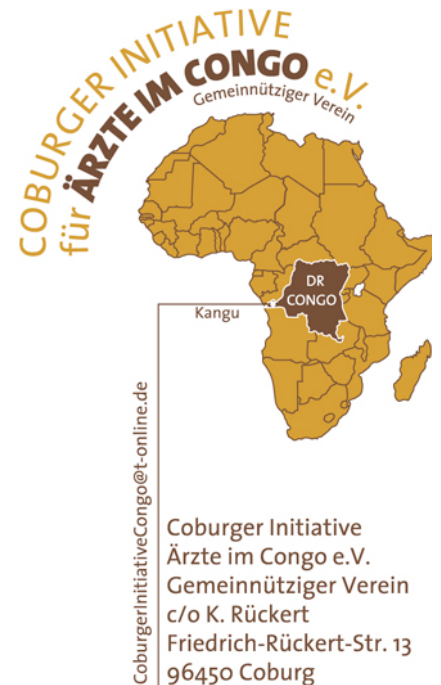 COBURGER INITIATIVE
für ÄRZTE IM CONGO e.V.
Gemeinnütziger Verein
DR
CONGO
Kangu
CoburgerInitiativeCongo@t-online.de
Coburger Initiative
Ärzte im Congo e.V.
Gemeinnütziger Verein
c/o K. Rückert
Friedrich-Rückert-Str. 13
96450 Coburg